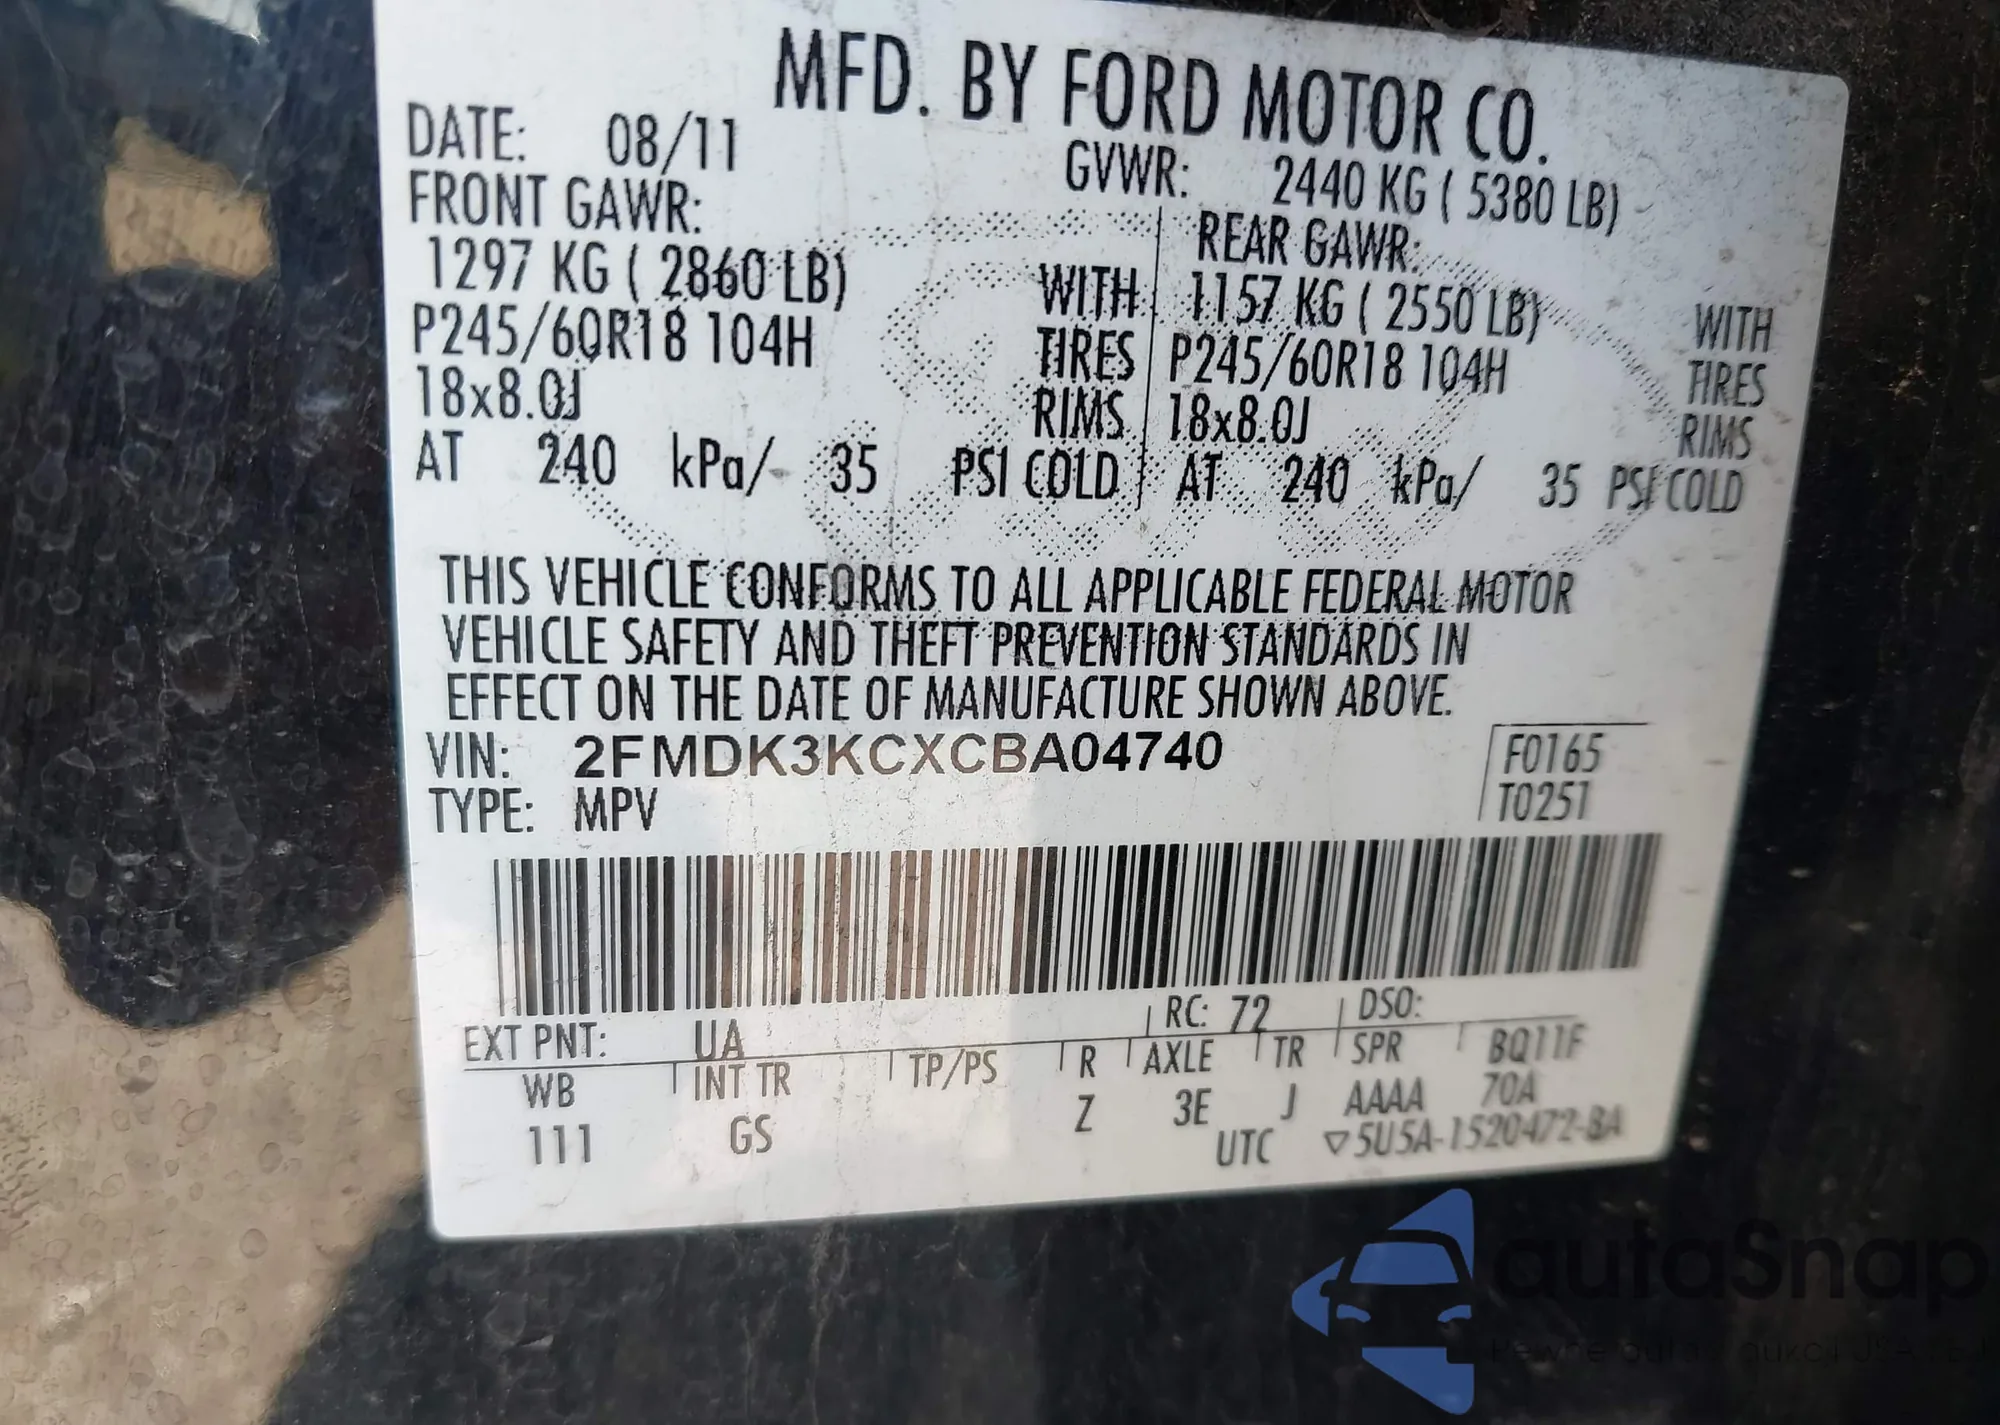 MFD. BY FORD MOTOR CO.
DATE: 08/11 GVWR: 2440 KG ( 5380 LB)
FRONT GAWR: REAR GAWR:
1297 KG ( 2860 LB) WITH 1157 KG ( 2550 LB) WITH
P245/60R18 104H TIRES P245/60R18 104H TIRES
18x8.0J RIMS 18x8.0J RIMS
AT 240 kPa/ 35 PSI COLD AT 240 kPa/ 35 PSI COLD
THIS VEHICLE CONFORMS TO ALL APPLICABLE FEDERAL MOTOR
VEHICLE SAFETY AND THEFT PREVENTION STANDARDS IN
EFFECT ON THE DATE OF MANUFACTURE SHOWN ABOVE.
VIN: 2FMDK3KCXCBA04740 F0165
TYPE: MPV T0251
EXT PNT: UA RC: 72 DSO:
WB INT TR TP/PS R AXLE TR SPR BQ11F
111 GS Z 3E J AAAA 70A
UTC ▽5U5A-1520472-BA
autaSnap